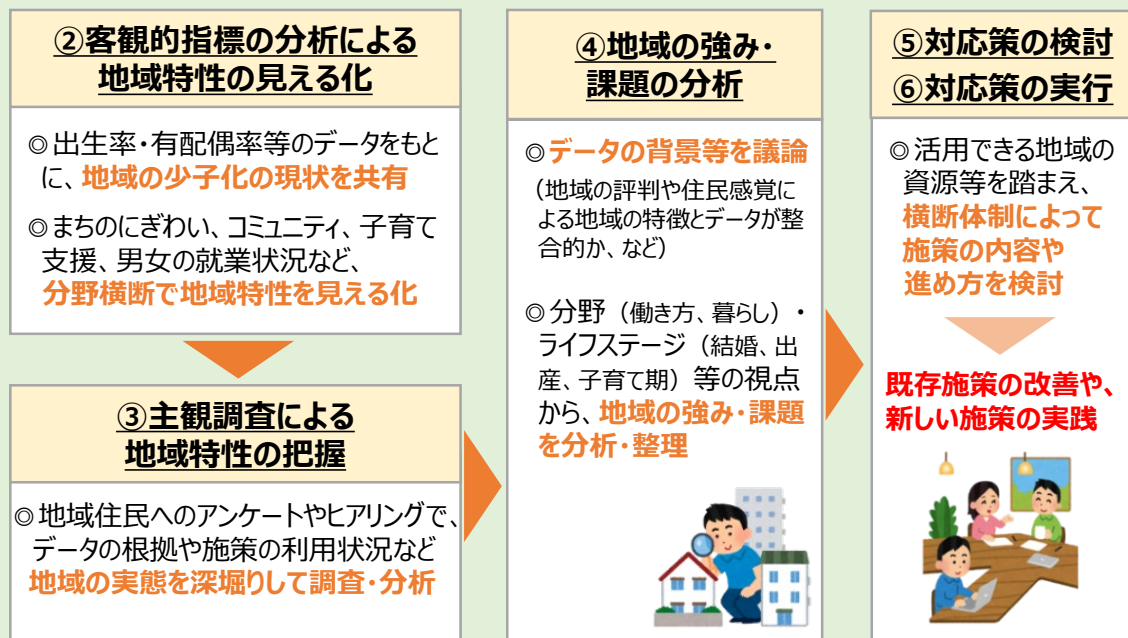 ②客観的指標の分析による
地域特性の見える化
◎出生率・有配偶率等のデータをもと
に、地域の少子化の現状を共有
◎まちのにぎわい、コミュニティ、子育て
支援、男女の就業状況など、
分野横断で地域特性を見える化
③主観調査による
地域特性の把握
◎地域住民へのアンケートやヒアリングで、
データの根拠や施策の利用状況など
地域の実態を深堀りして調査・分析
④地域の強み・
課題の分析
◎データの背景等を議論
（地域の評判や住民感覚に
よる地域の特徴とデータが整
合的か、など）
◎分野（働き方、暮らし）・
ライフステージ（結婚、出
産、子育て期）等の視点
から、地域の強み・課題
を分析・整理
⑤対応策の検討
⑥対応策の実行
◎活用できる地域の
資源等を踏まえ、
横断体制によって
施策の内容や
進め方を検討
既存施策の改善や、
新しい施策の実践